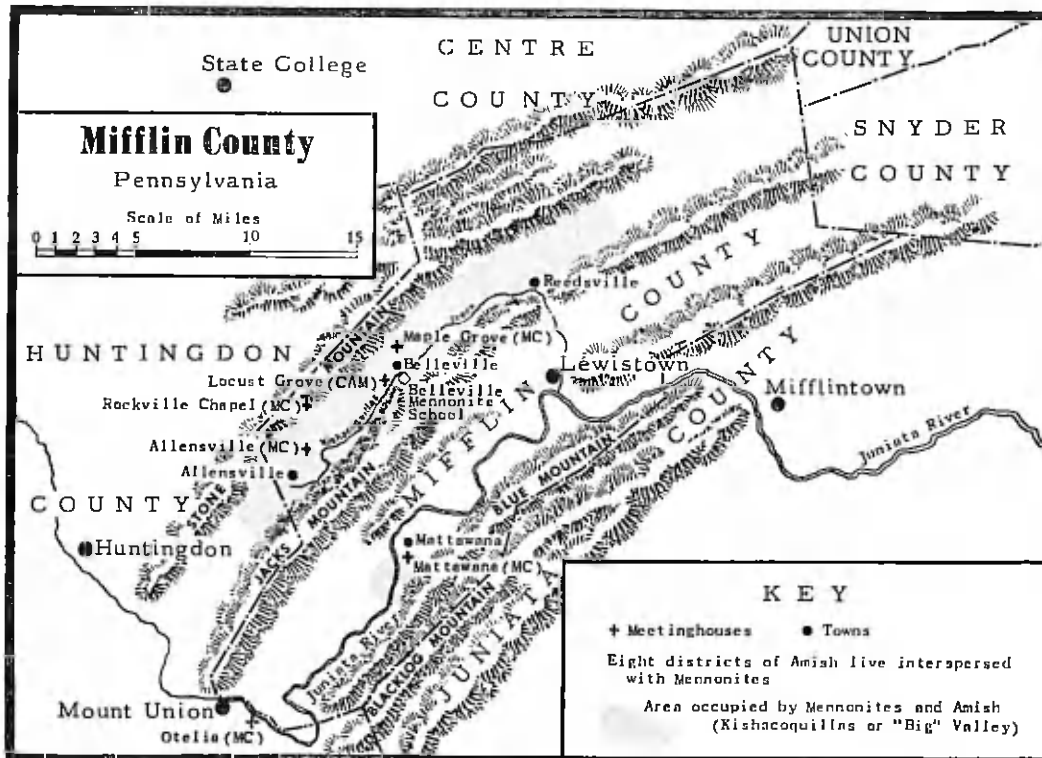 CENTRE
COUNTY
UNION
COUNTY
State College
Mifflin County
Pennsylvania
Scale of Miles
0 1 2 3 4 5 10 15
SNYDER
COUNTY
Reedsville
COUNTY
STONE MOUNTAIN
HUNTINGDON
COUNTY
Maple Grove (MC)
Belleville
Locust Grove (CAM)
Belleville
Mennonite
School
Rockville Chapel (MC)
Allensville (MC)
Allensville
Lewistown
MIFFLIN
Mifflintown
COUNTY
Juniata River
JACKS MOUNTAIN
BLUE MOUNTAIN
Huntingdon
Mattawana
Mattawana (MC)
Juniata River
BLACKLOG MOUNTAIN
JUNIATA
Mount Union
Otelia (MC)
KEY
Meetinghouses Towns
Eight districts of Amish live interspersed
with Mennonites
Area occupied by Mennonites and Amish
(Kishacoquillas or "Big" Valley)